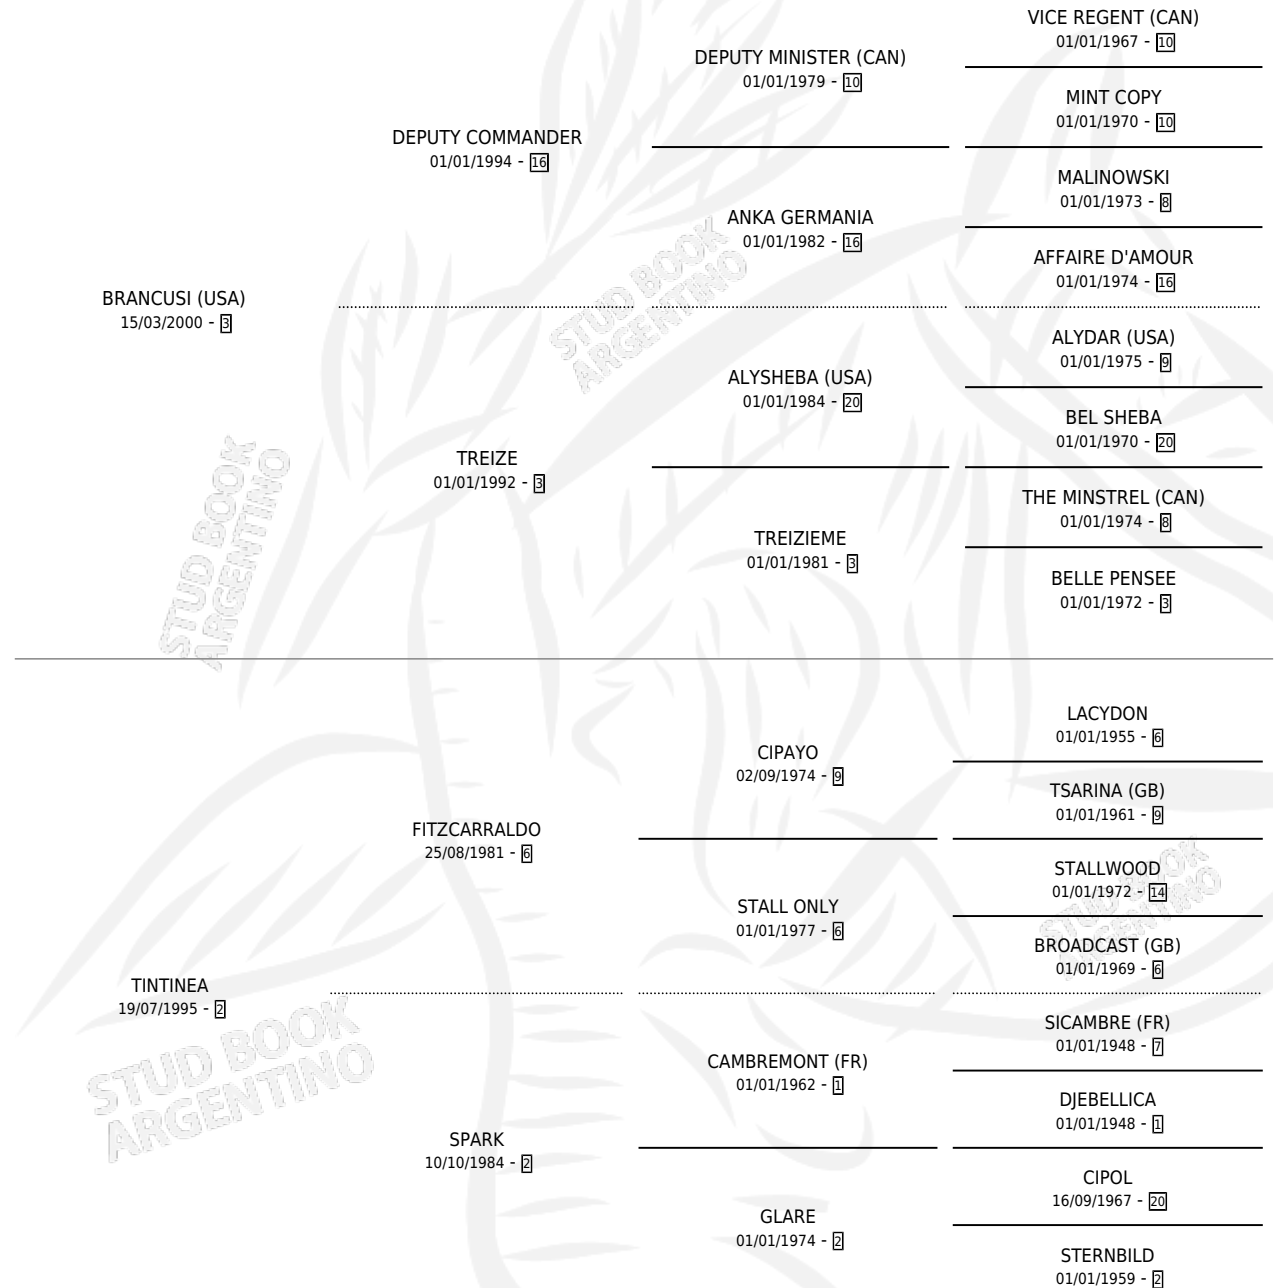 VICE REGENT (CAN)
01/01/1967 - 10
DEPUTY MINISTER (CAN)
01/01/1979 - 10
MINT COPY
01/01/1970 - 10
DEPUTY COMMANDER
01/01/1994 - 16
MALINOWSKI
01/01/1973 - 8
ANKA GERMANIA
01/01/1982 - 16
AFFAIRE D'AMOUR
01/01/1974 - 16
BRANCUSI (USA)
15/03/2000 - 3
STUD BOOK
ARGENTINO
ALYDAR (USA)
01/01/1975 - 9
ALYSHEBA (USA)
01/01/1984 - 20
BEL SHEBA
01/01/1970 - 20
TREIZE
01/01/1992 - 3
THE MINSTREL (CAN)
01/01/1974 - 8
TREIZIEME
01/01/1981 - 3
BELLE PENSEE
01/01/1972 - 3
STUD BOOK
ARGENTINO
LACYDON
01/01/1955 - 6
CIPAYO
02/09/1974 - 9
TSARINA (GB)
01/01/1961 - 9
FITZCARRALDO
25/08/1981 - 6
STALLWOOD
01/01/1972 - 14
STALL ONLY
01/01/1977 - 6
STUD BOOK
ARGENTINO
BROADCAST (GB)
01/01/1969 - 6
TINTINEA
19/07/1995 - 2
STUD BOOK
ARGENTINO
SICAMBRE (FR)
01/01/1948 - 7
CAMBREMONT (FR)
01/01/1962 - 1
DJEBELLICA
01/01/1948 - 1
SPARK
10/10/1984 - 2
CIPOL
16/09/1967 - 20
GLARE
01/01/1974 - 2
STERNBILD
01/01/1959 - 2